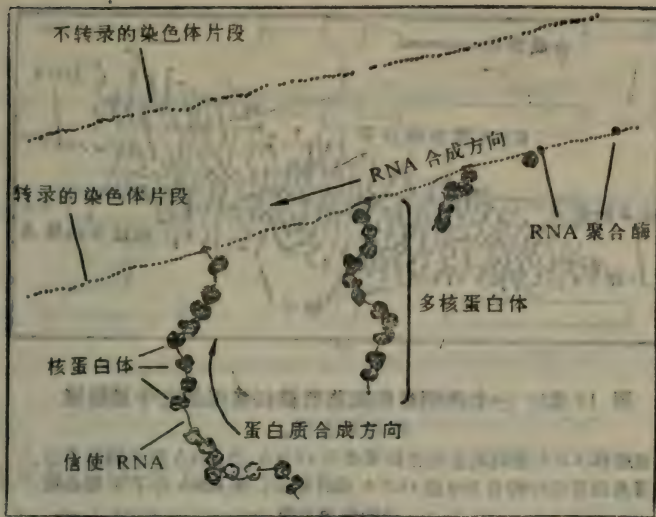 不转录的染色体片段
RNA 合成方向
转录的染色体片段
RNA 聚合酶
多核蛋白体
核蛋白体
蛋白质合成方向
信使 RNA